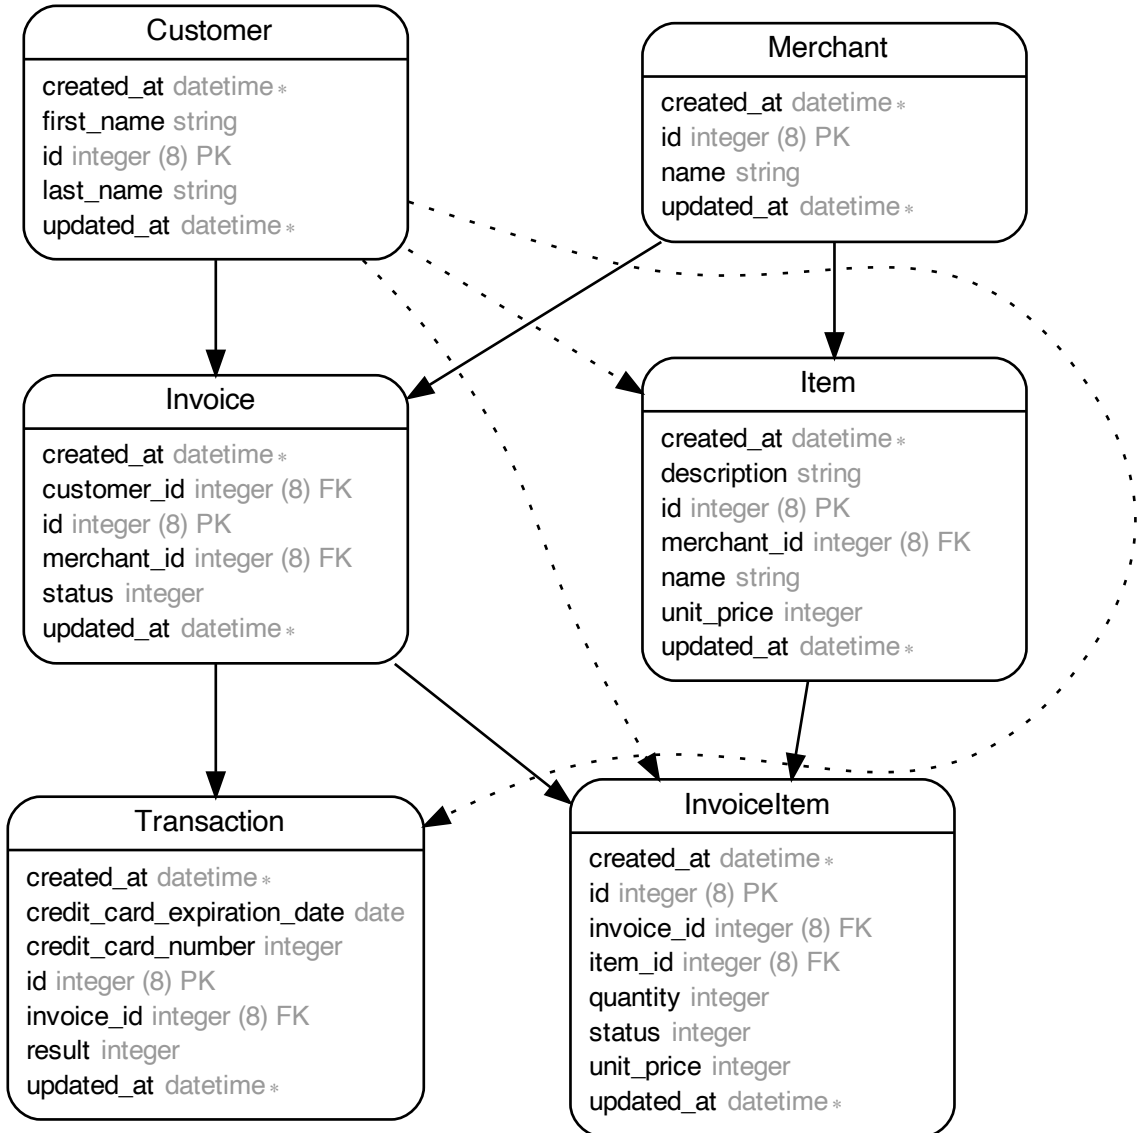 Customer
created_at datetime *
first_name string
id integer (8) PK
last_name string
updated_at datetime *
Merchant
created_at datetime *
id integer (8) PK
name string
updated_at datetime *
Invoice
created_at datetime *
customer_id integer (8) FK
id integer (8) PK
merchant_id integer (8) FK
status integer
updated_at datetime *
Item
created_at datetime *
description string
id integer (8) PK
merchant_id integer (8) FK
name string
unit_price integer
updated_at datetime *
Transaction
created_at datetime *
credit_card_expiration_date date
credit_card_number integer
id integer (8) PK
invoice_id integer (8) FK
result integer
updated_at datetime *
InvoiceItem
created_at datetime *
id integer (8) PK
invoice_id integer (8) FK
item_id integer (8) FK
quantity integer
status integer
unit_price integer
updated_at datetime *